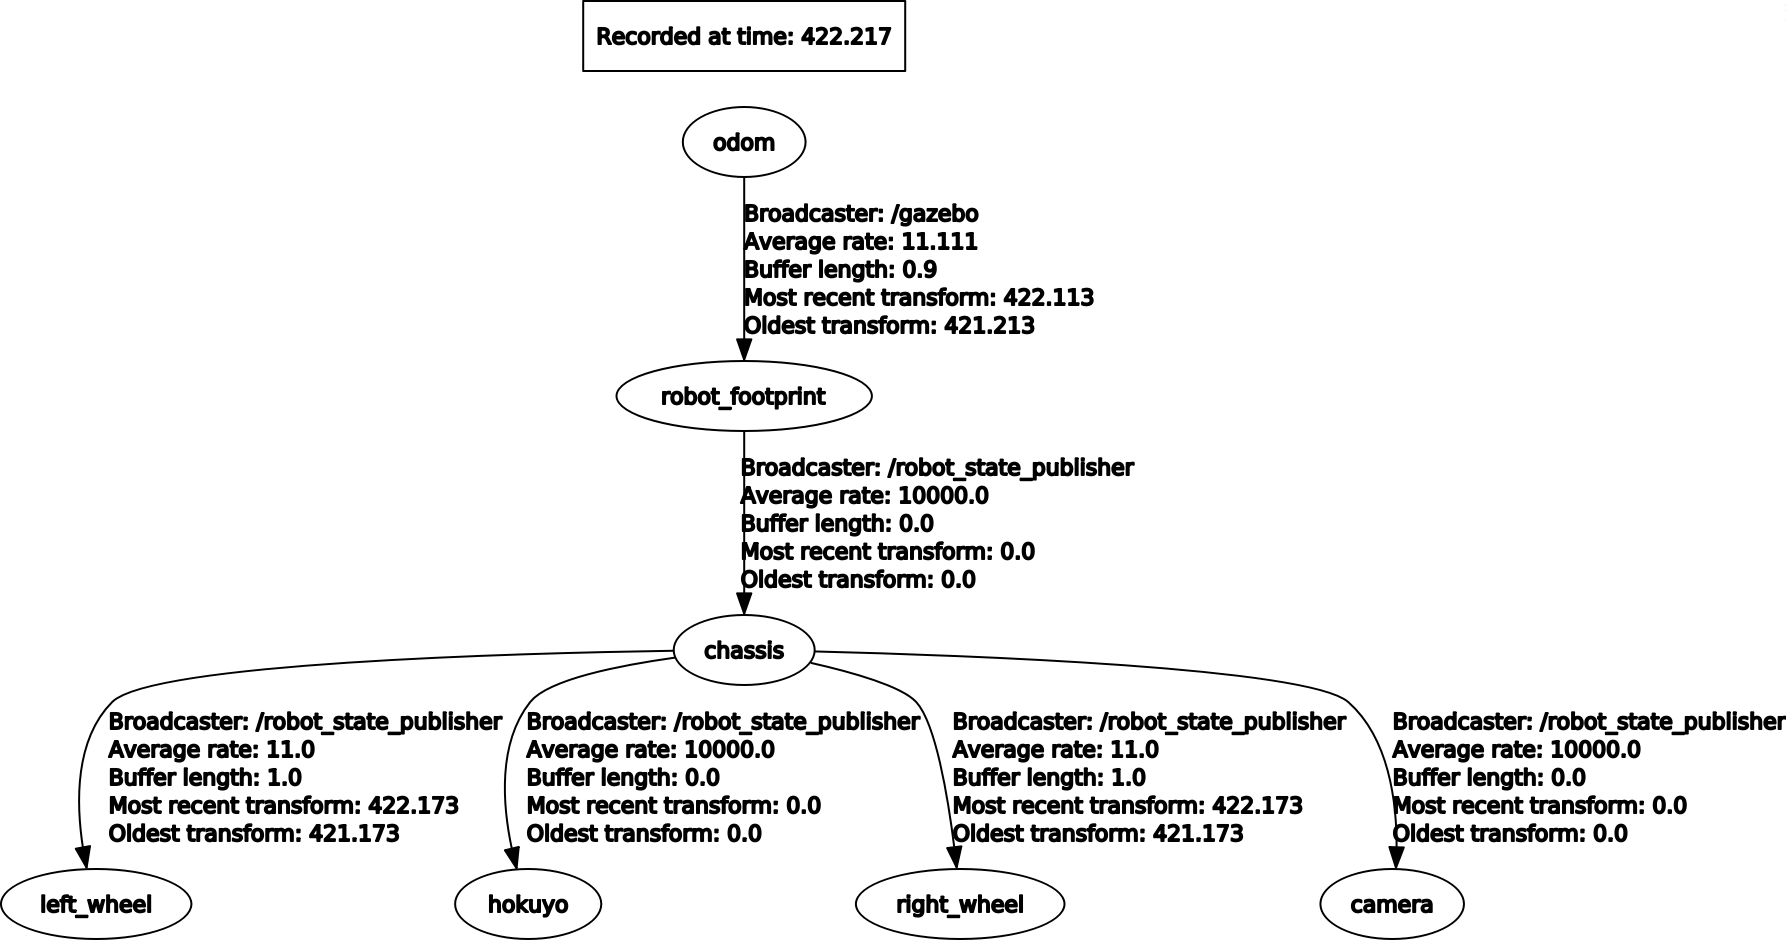 Recorded at time: 422.217
odom
Broadcaster: /gazebo
Average rate: 11.111
Buffer length: 0.9
Most recent transform: 422.113
Oldest transform: 421.213
robot_footprint
Broadcaster: /robot_state_publisher
Average rate: 10000.0
Buffer length: 0.0
Most recent transform: 0.0
Oldest transform: 0.0
chassis
Broadcaster: /robot_state_publisher
Average rate: 11.0
Buffer length: 1.0
Most recent transform: 422.173
Oldest transform: 421.173
Broadcaster: /robot_state_publisher
Average rate: 10000.0
Buffer length: 0.0
Most recent transform: 0.0
Oldest transform: 0.0
Broadcaster: /robot_state_publisher
Average rate: 11.0
Buffer length: 1.0
Most recent transform: 422.173
Oldest transform: 421.173
Broadcaster: /robot_state_publisher
Average rate: 10000.0
Buffer length: 0.0
Most recent transform: 0.0
Oldest transform: 0.0
left_wheel
hokuyo
right_wheel
camera